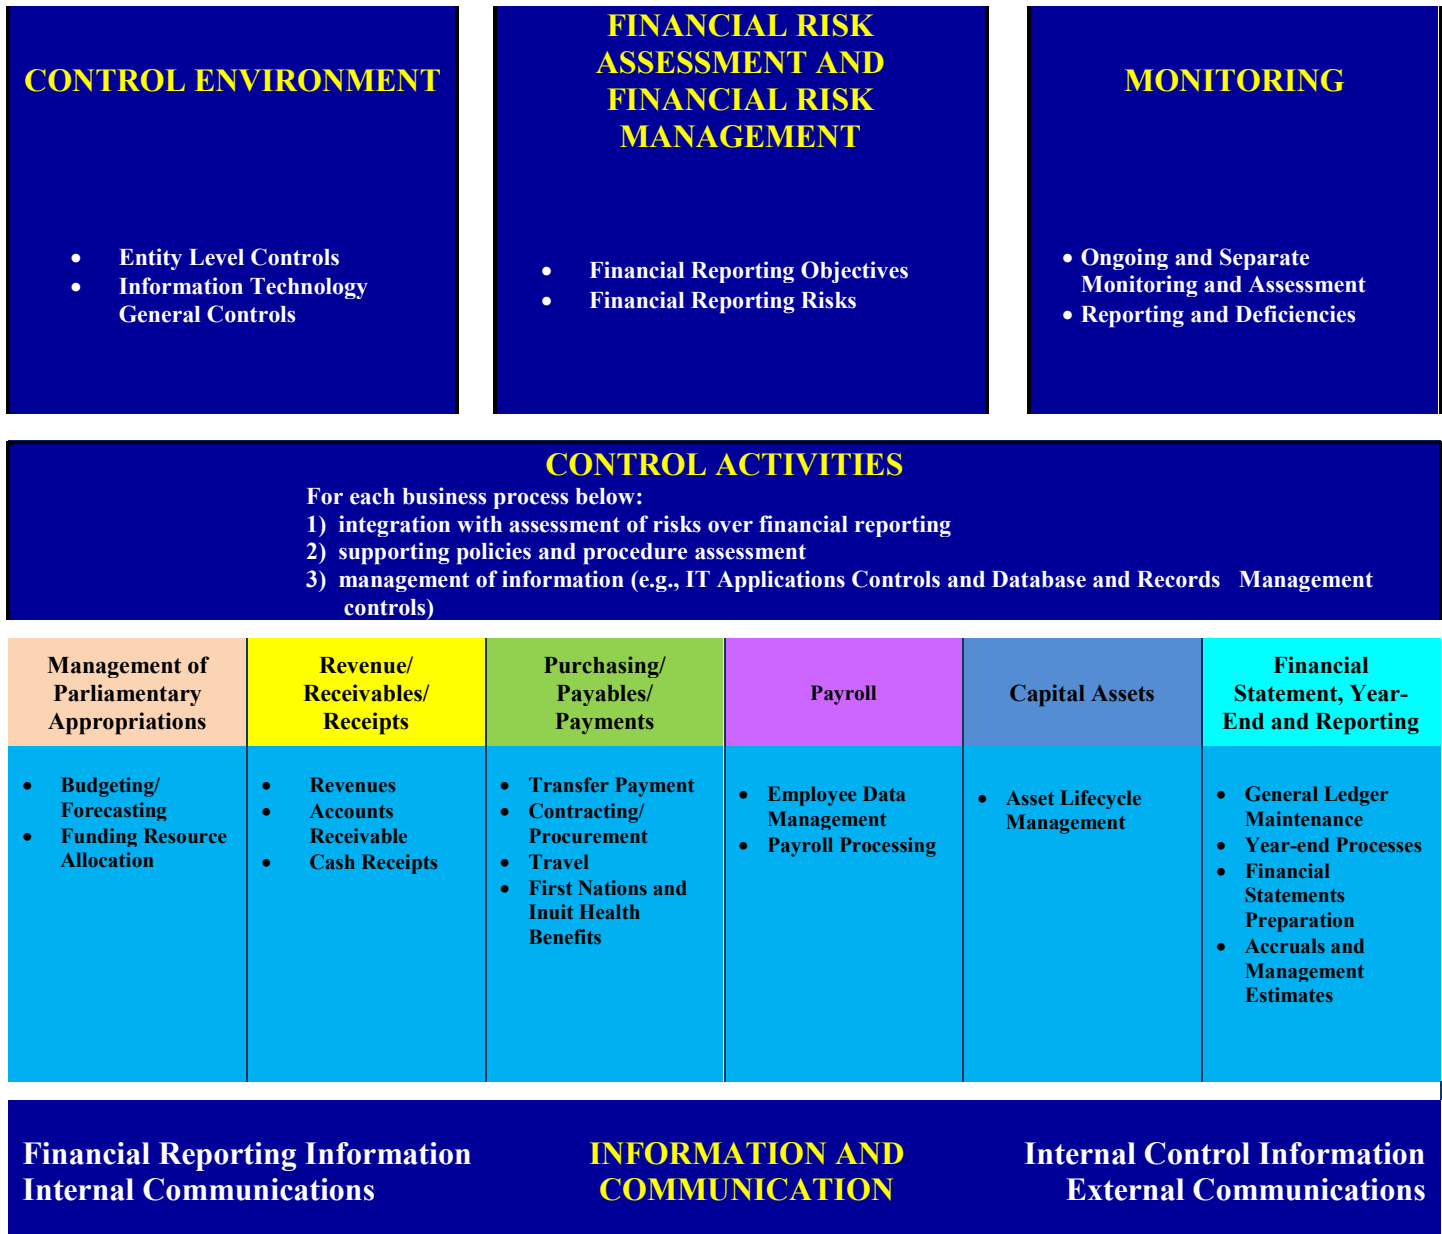 CONTROL ENVIRONMENT
• Entity Level Controls
• Information Technology
General Controls
FINANCIAL RISK
ASSESSMENT AND
FINANCIAL RISK
MANAGEMENT
• Financial Reporting Objectives
• Financial Reporting Risks
MONITORING
• Ongoing and Separate
Monitoring and Assessment
• Reporting and Deficiencies
CONTROL ACTIVITIES
For each business process below:
1) integration with assessment of risks over financial reporting
2) supporting policies and procedure assessment
3) management of information (e.g., IT Applications Controls and Database and Records Management
controls)
Management of
Parliamentary
Appropriations
• Budgeting/
Forecasting
• Funding Resource
Allocation
Revenue/
Receivables/
Receipts
• Revenues
• Accounts
Receivable
• Cash Receipts
Purchasing/
Payables/
Payments
• Transfer Payment
• Contracting/
Procurement
• Travel
• First Nations and
Inuit Health
Benefits
Payroll
• Employee Data
Management
• Payroll Processing
Capital Assets
• Asset Lifecycle
Management
Financial
Statement, Year-
End and Reporting
• General Ledger
Maintenance
• Year-end Processes
• Financial
Statements
Preparation
• Accruals and
Management
Estimates
Financial Reporting Information
Internal Communications
INFORMATION AND
COMMUNICATION
Internal Control Information
External Communications